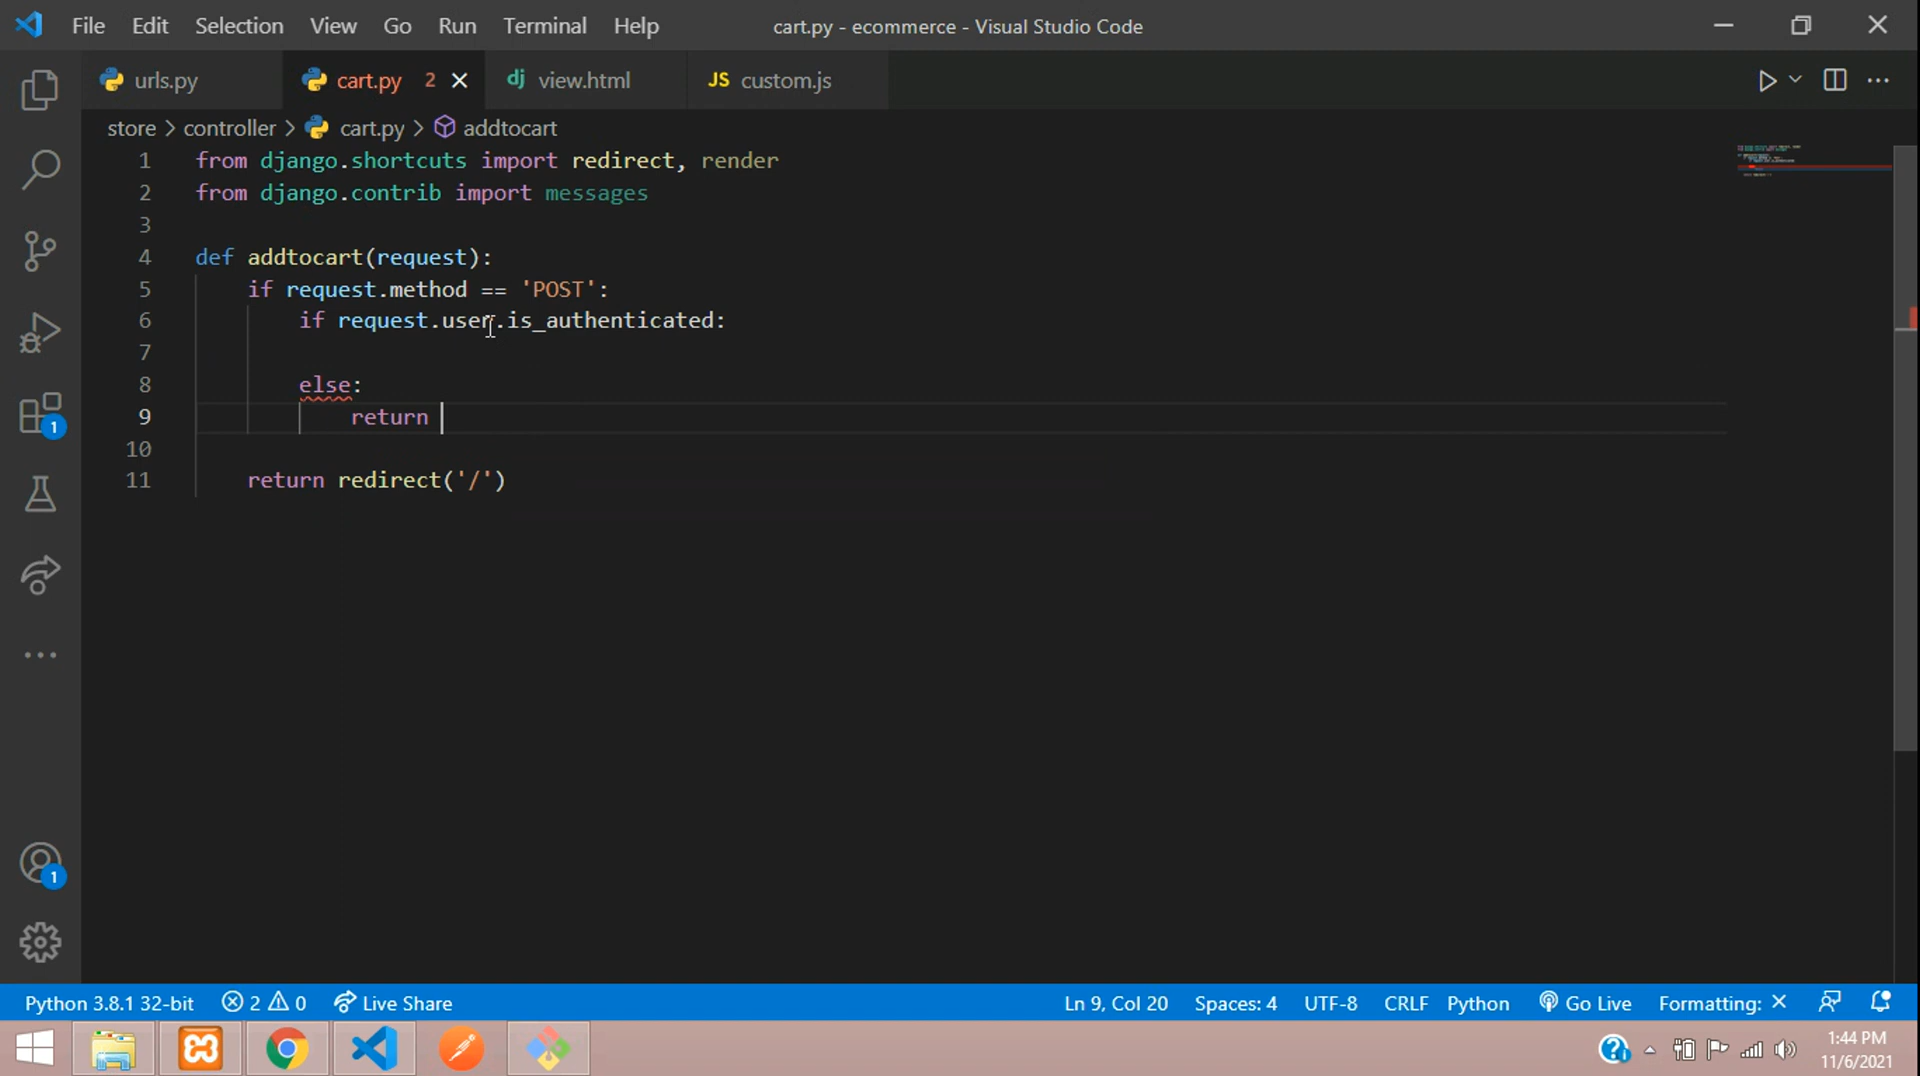 File Edit Selection View Go Run Terminal Help cart.py - ecommerce - Visual Studio Code
urls.py cart.py 2 view.html JS custom.js
store > controller > cart.py > addtocart
1 from django.shortcuts import redirect, render
2 from django.contrib import messages
3
4 def addtocart(request):
5 if request.method == 'POST':
6 if request.user.is_authenticated:
7
8 else:
9 return
10
11 return redirect('/')
1
1
Python 3.8.1 32-bit 2 0 Live Share Ln 9, Col 20 Spaces: 4 UTF-8 CRLF Python Go Live Formatting: ×
1:44 PM
11/6/2021